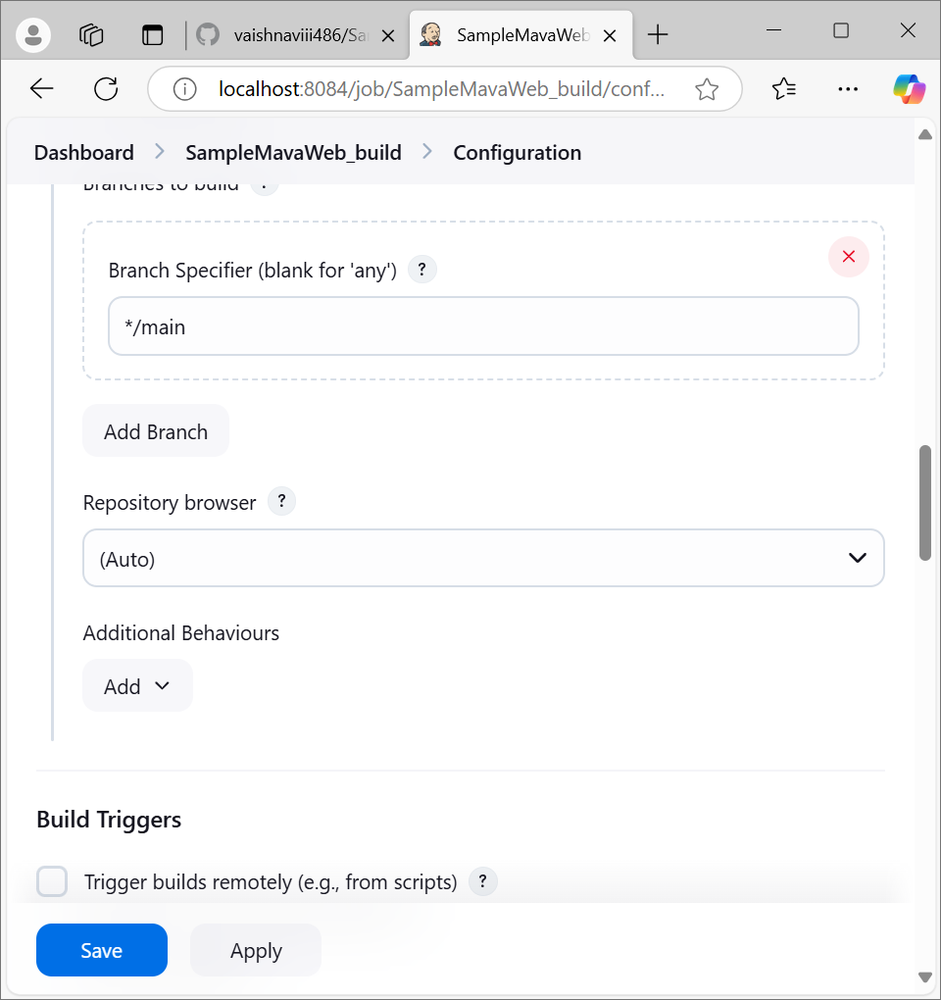 vaishnaviii486/Sa
SampleMavaWeb
localhost:8084/job/SampleMavaWeb_build/conf...
Dashboard > SampleMavaWeb_build > Configuration
Branches to build ?
Branch Specifier (blank for 'any') ?
*/main
Add Branch
Repository browser ?
(Auto)
Additional Behaviours
Add
Build Triggers
Trigger builds remotely (e.g., from scripts) ?
Save
Apply